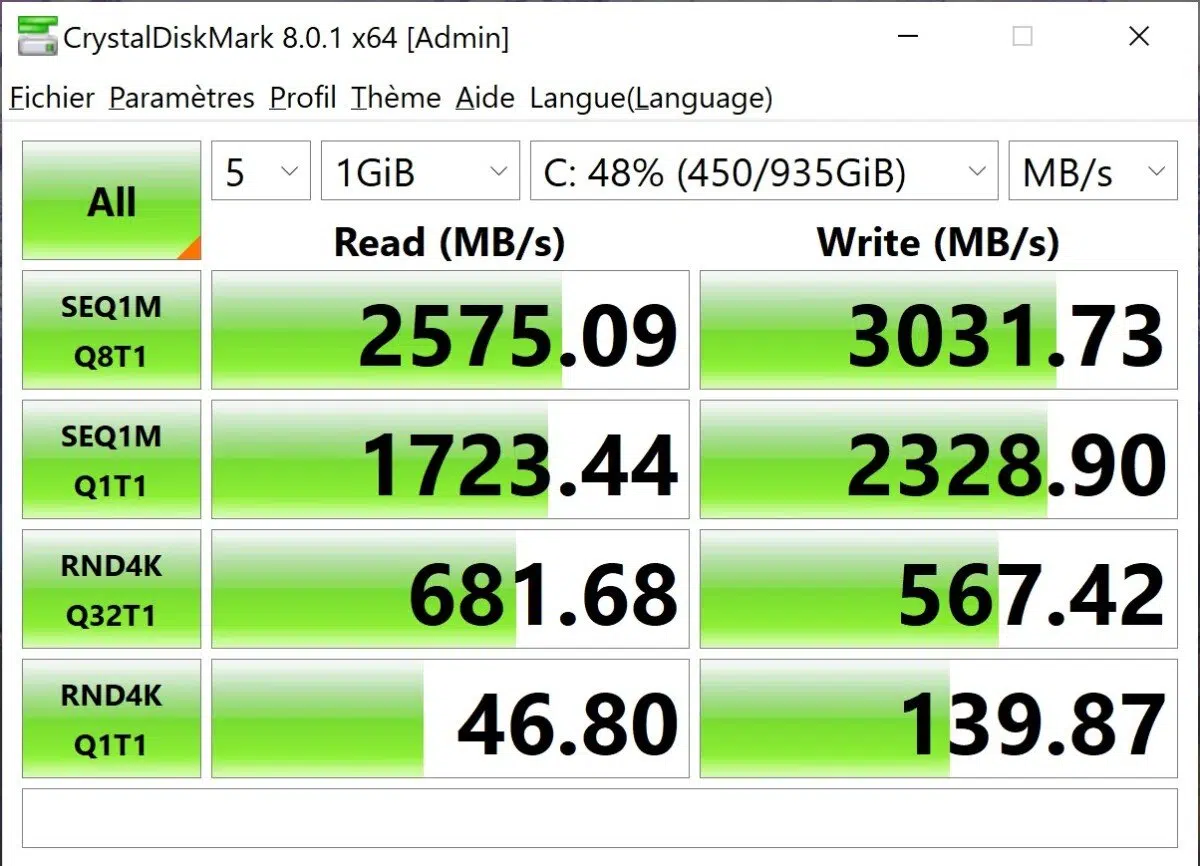 CrystalDiskMark 8.0.1 x64 [Admin]
Fichier Paramètres Profil Thème Aide Langue(Language)
All 5 1GiB C: 48% (450/935GiB) MB/s
Read (MB/s) Write (MB/s)
SEQ1M
Q8T1 2575.09 3031.73
SEQ1M
Q1T1 1723.44 2328.90
RND4K
Q32T1 681.68 567.42
RND4K
Q1T1 46.80 139.87